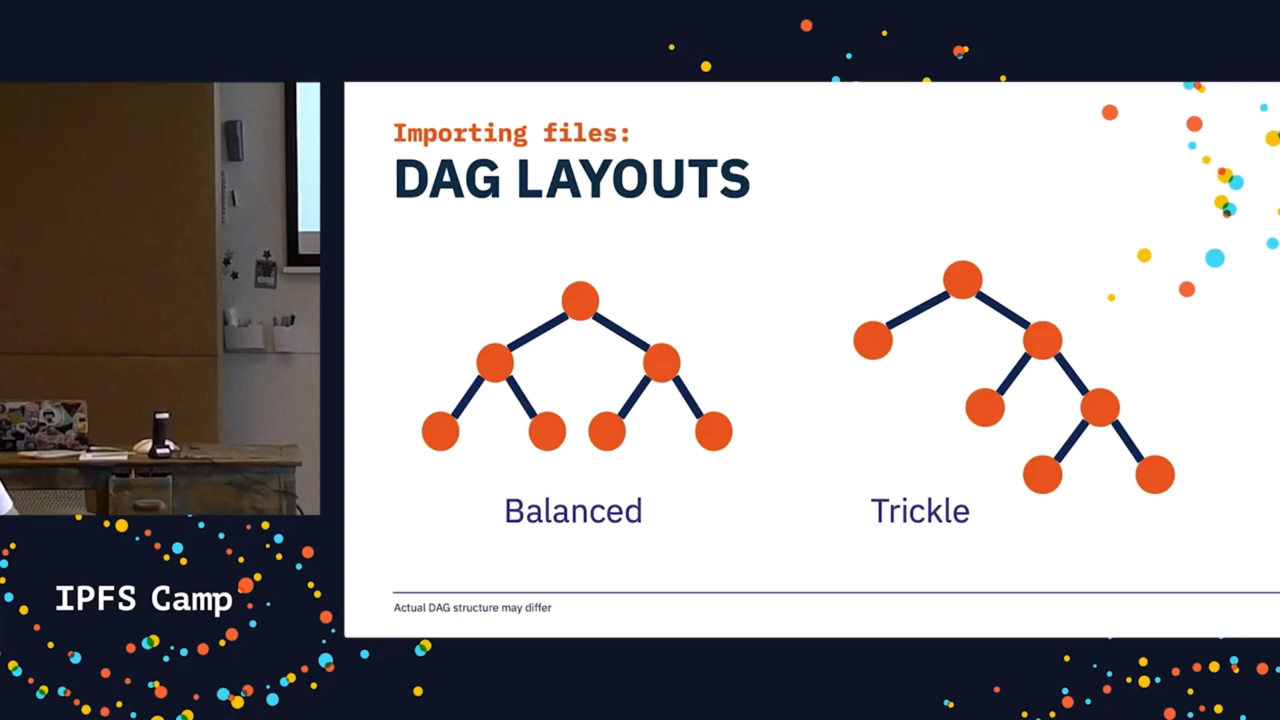 Importing files:
DAG LAYOUTS
Balanced
Trickle
Actual DAG structure may differ
IPFS Camp